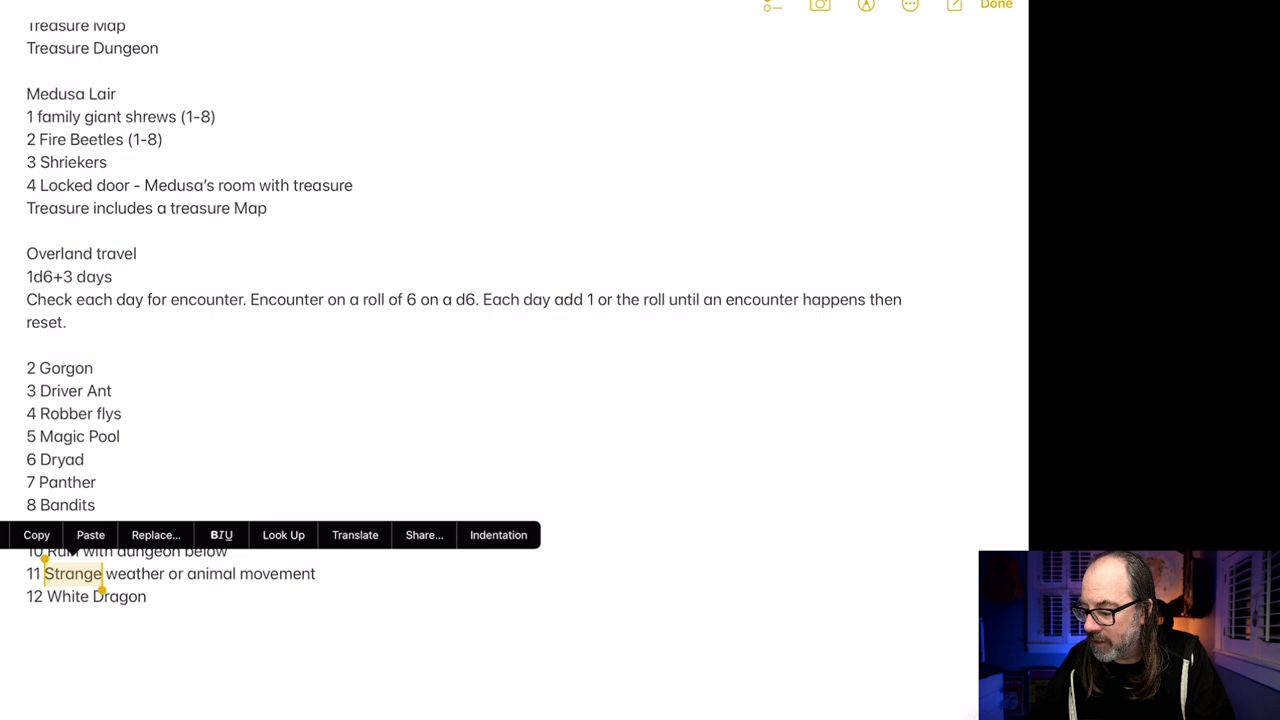 Done
Treasure Map
Treasure Dungeon
Medusa Lair
1 family giant shrews (1-8)
2 Fire Beetles (1-8)
3 Shriekers
4 Locked door - Medusa's room with treasure
Treasure includes a treasure Map
Overland travel
1d6+3 days
Check each day for encounter. Encounter on a roll of 6 on a d6. Each day add 1 or the roll until an encounter happens then
reset.
2 Gorgon
3 Driver Ant
4 Robber flys
5 Magic Pool
6 Dryad
7 Panther
8 Bandits
Copy Paste Replace... BIU Look Up Translate Share... Indentation
10 Ruin with dungeon below
11 Strange weather or animal movement
12 White Dragon